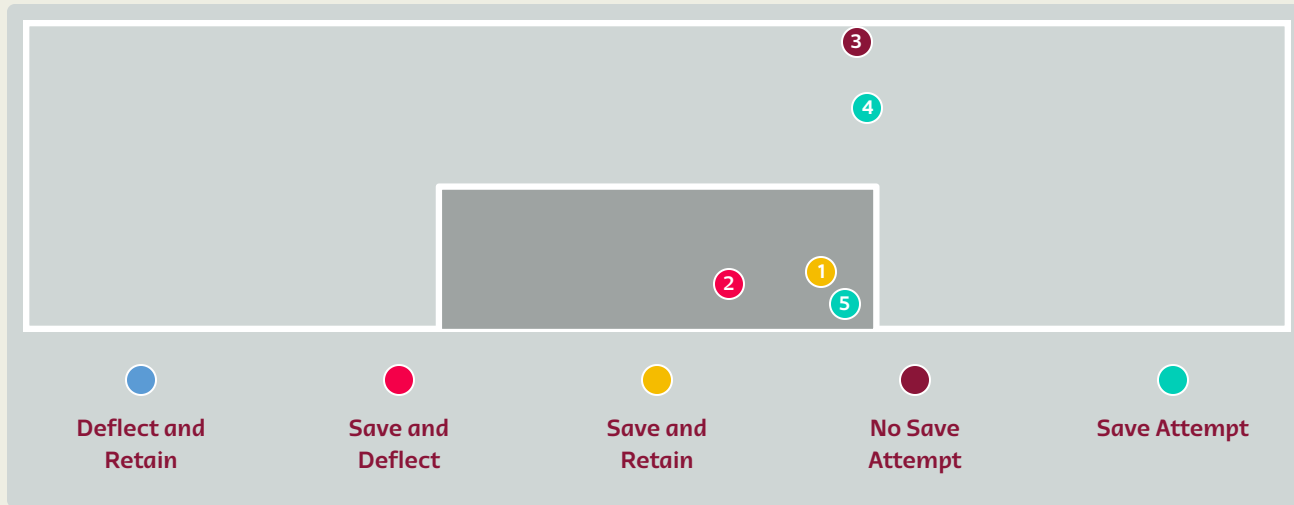 3
4
1
2
5
Deflect and
Retain
Save and
Deflect
Save and
Retain
No Save
Attempt
Save Attempt